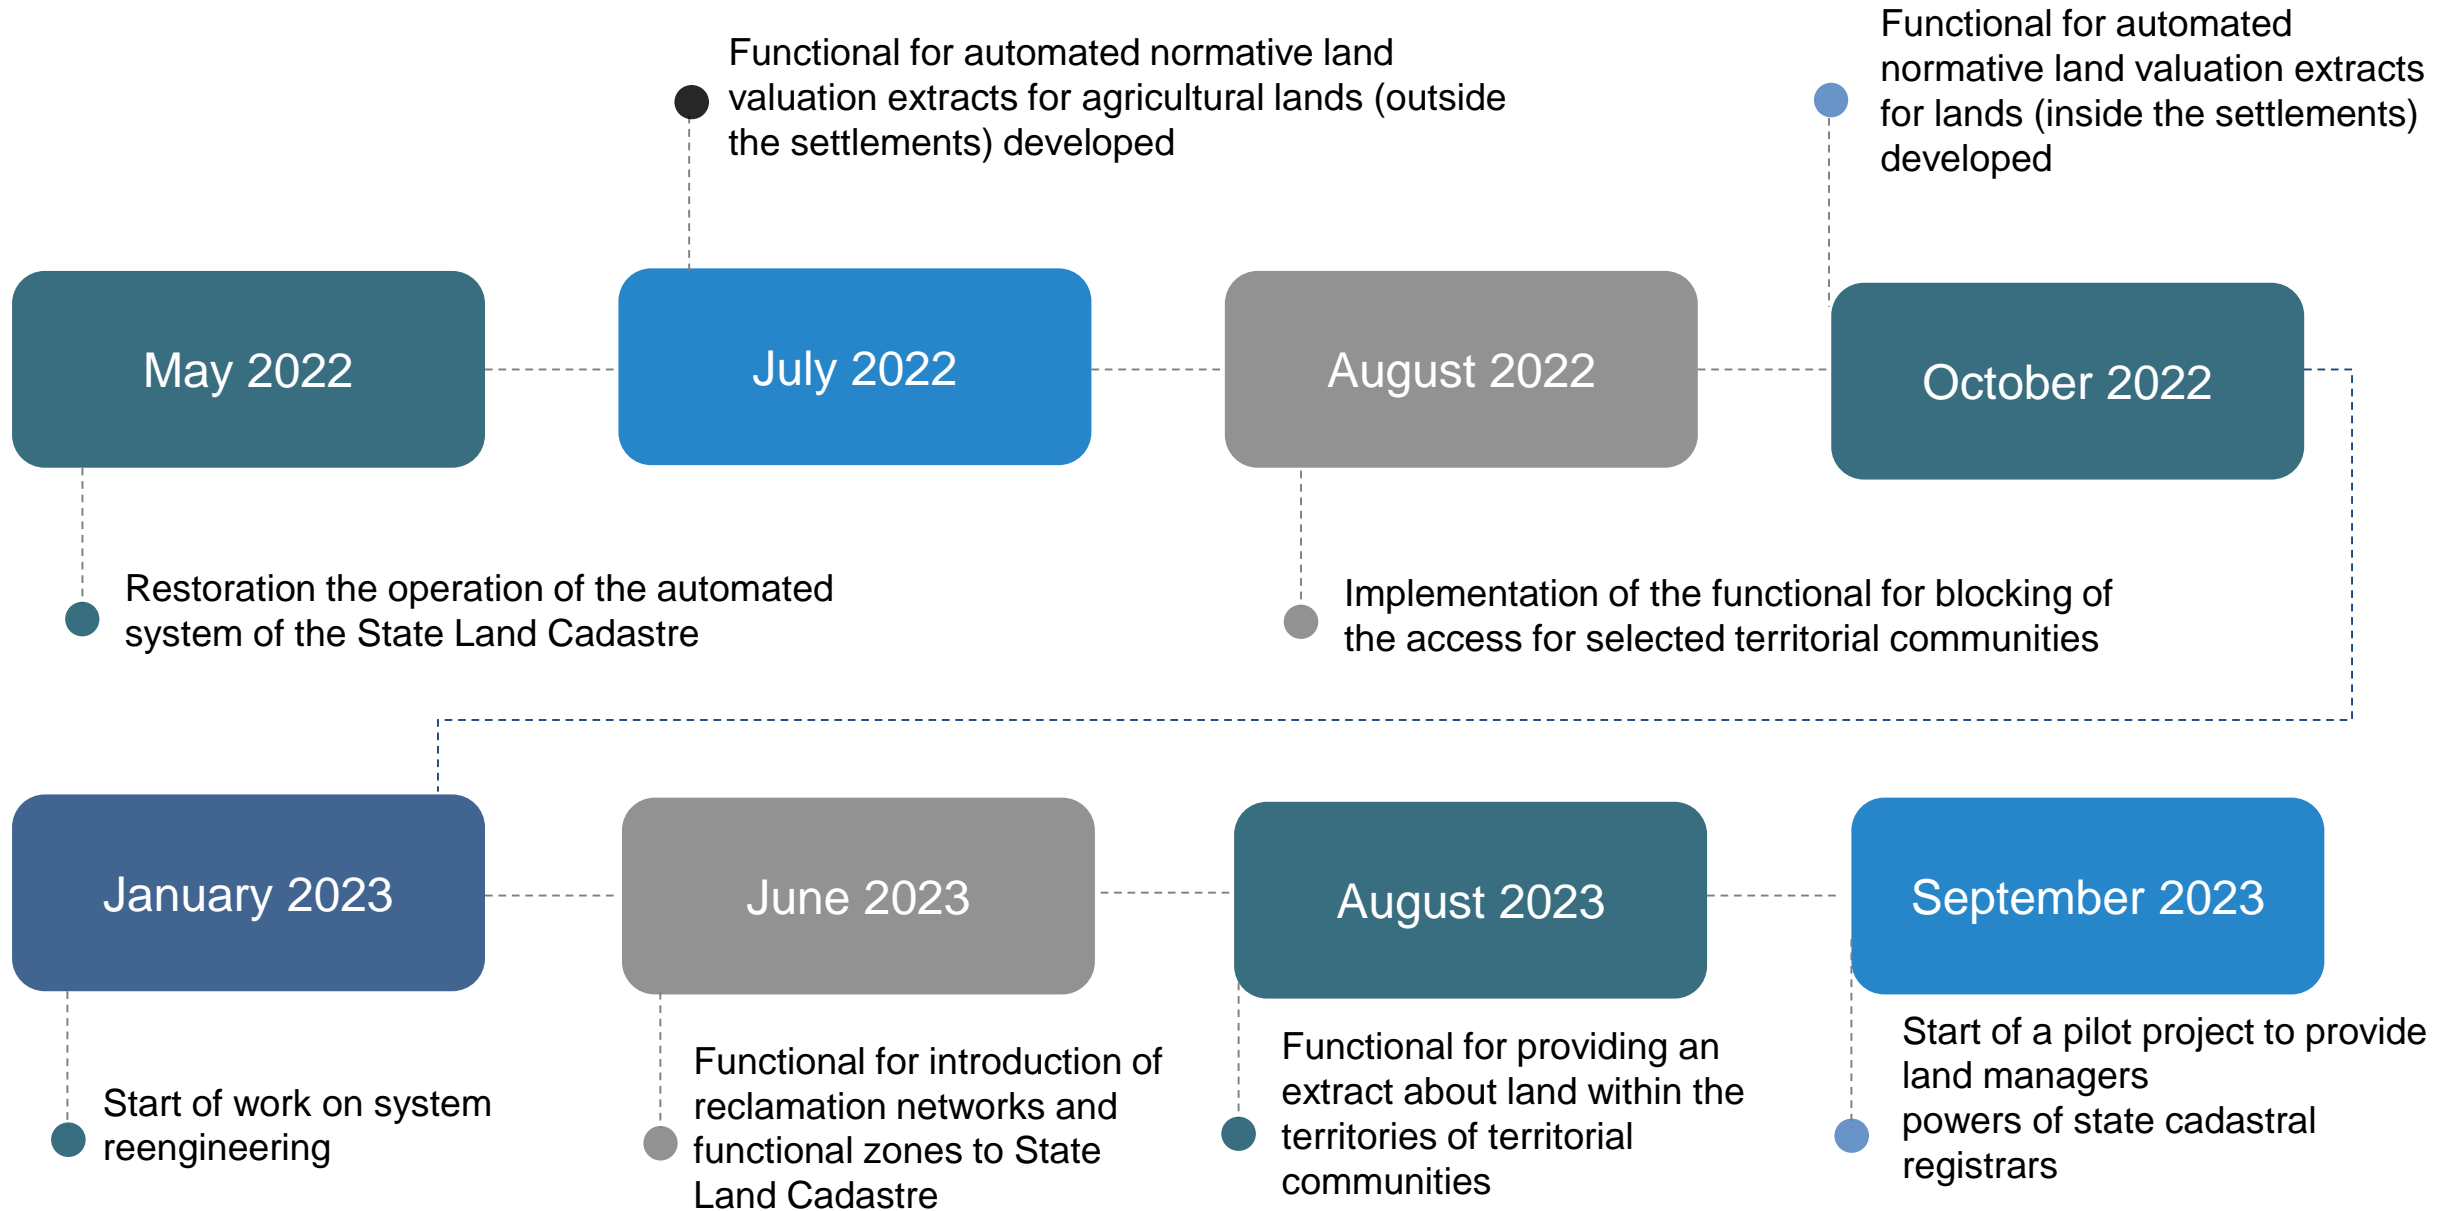 Functional for automated normative land
valuation extracts for agricultural lands (outside
the settlements) developed
Functional for automated
normative land valuation extracts
for lands (inside the settlements)
developed
May 2022
July 2022
August 2022
October 2022
Restoration the operation of the automated
system of the State Land Cadastre
Implementation of the functional for blocking of
the access for selected territorial communities
January 2023
June 2023
August 2023
September 2023
Start of work on system
reengineering
Functional for introduction of
reclamation networks and
functional zones to State
Land Cadastre
Functional for providing an
extract about land within the
territories of territorial
communities
Start of a pilot project to provide
land managers
powers of state cadastral
registrars